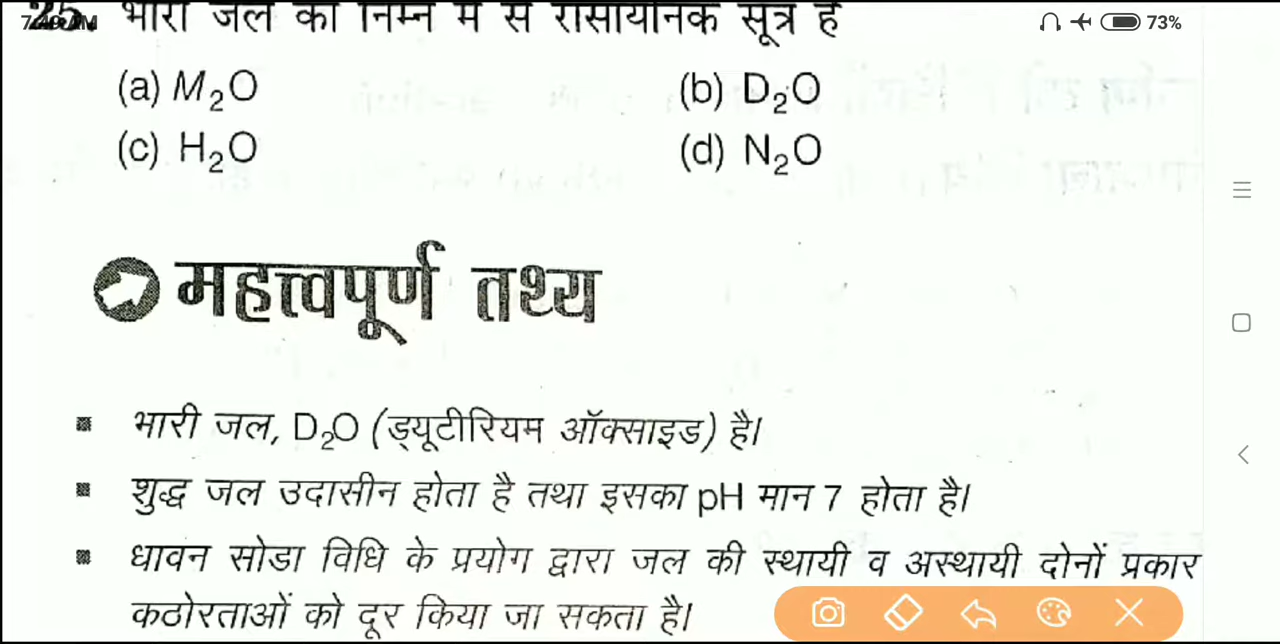 भारी जल का निम्न में से रासायनिक सूत्र है
73%
(a) M₂O (b) D₂O
(c) H₂O (d) N₂O
महत्त्वपूर्ण तथ्य
भारी जल, D₂O (ड्यूटीरियम ऑक्साइड) है।
शुद्ध जल उदासीन होता है तथा इसका pH मान 7 होता है।
धावन सोडा विधि के प्रयोग द्वारा जल की स्थायी व अस्थायी दोनों प्रकार
कठोरताओं को दूर किया जा सकता है।